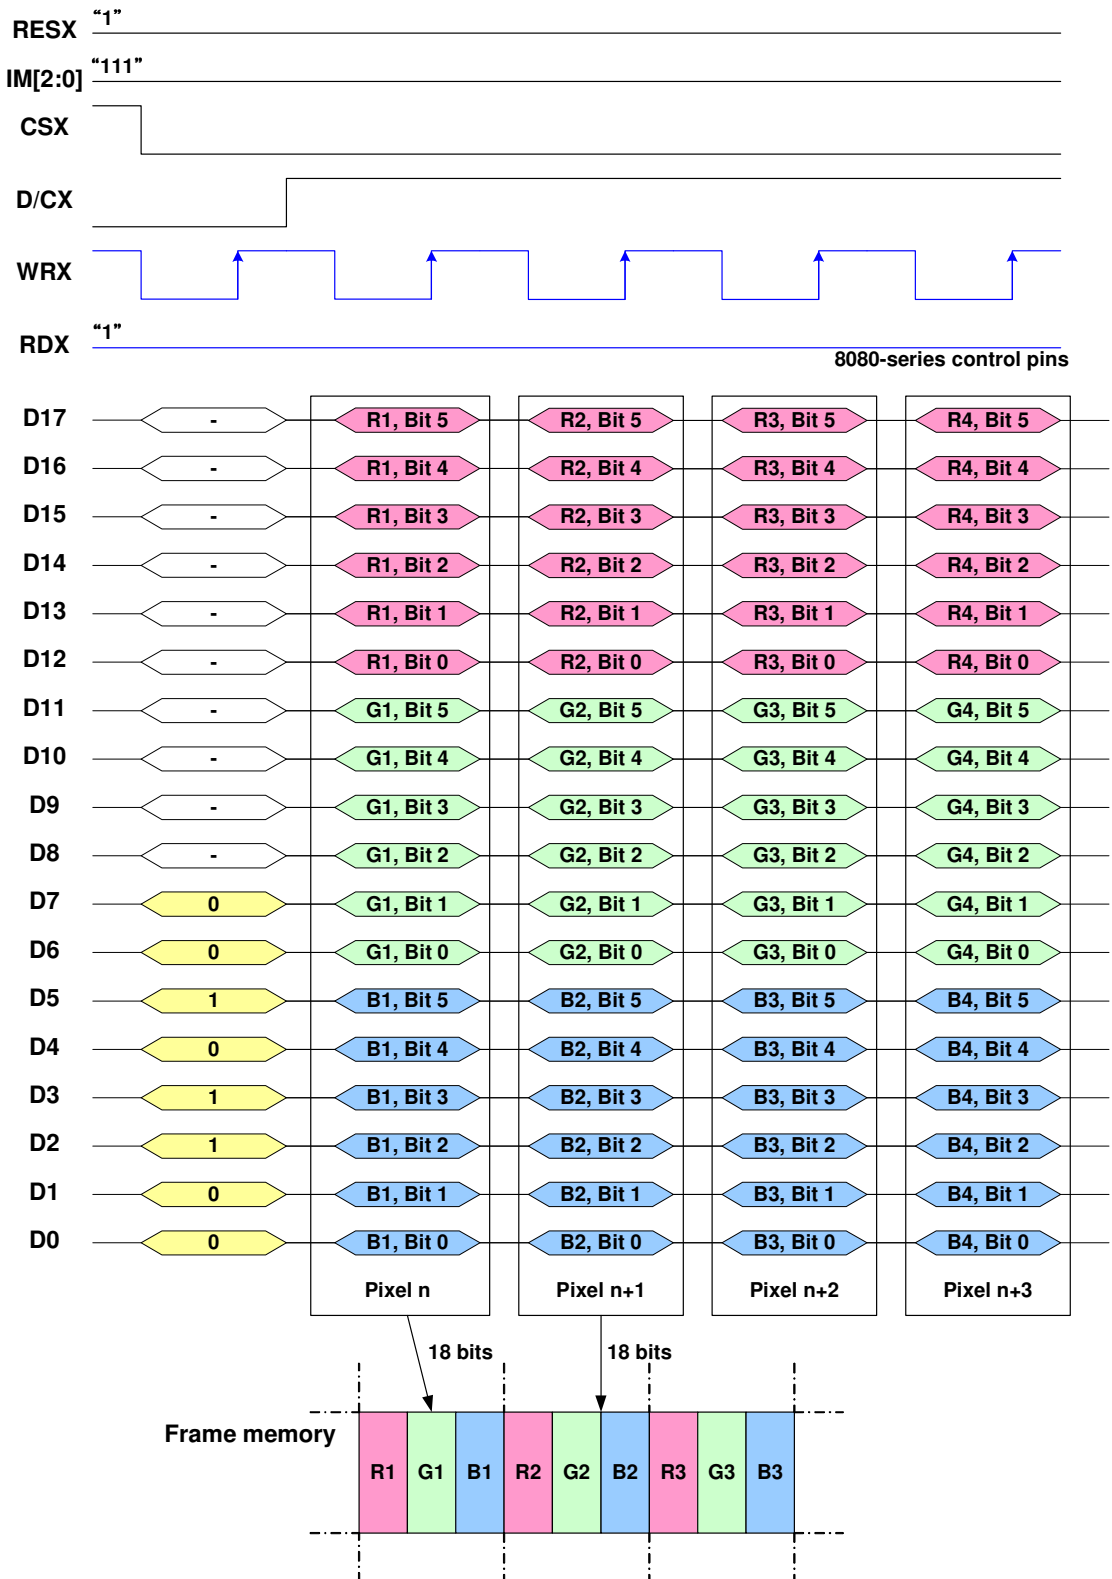 RESX “1”
IM[2:0] “111”
CSX
D/CX
WRX
RDX “1”
8080-series control pins
D17 - R1, Bit 5 R2, Bit 5 R3, Bit 5 R4, Bit 5
D16 - R1, Bit 4 R2, Bit 4 R3, Bit 4 R4, Bit 4
D15 - R1, Bit 3 R2, Bit 3 R3, Bit 3 R4, Bit 3
D14 - R1, Bit 2 R2, Bit 2 R3, Bit 2 R4, Bit 2
D13 - R1, Bit 1 R2, Bit 1 R3, Bit 1 R4, Bit 1
D12 - R1, Bit 0 R2, Bit 0 R3, Bit 0 R4, Bit 0
D11 - G1, Bit 5 G2, Bit 5 G3, Bit 5 G4, Bit 5
D10 - G1, Bit 4 G2, Bit 4 G3, Bit 4 G4, Bit 4
D9 - G1, Bit 3 G2, Bit 3 G3, Bit 3 G4, Bit 3
D8 - G1, Bit 2 G2, Bit 2 G3, Bit 2 G4, Bit 2
D7 0 G1, Bit 1 G2, Bit 1 G3, Bit 1 G4, Bit 1
D6 0 G1, Bit 0 G2, Bit 0 G3, Bit 0 G4, Bit 0
D5 1 B1, Bit 5 B2, Bit 5 B3, Bit 5 B4, Bit 5
D4 0 B1, Bit 4 B2, Bit 4 B3, Bit 4 B4, Bit 4
D3 1 B1, Bit 3 B2, Bit 3 B3, Bit 3 B4, Bit 3
D2 1 B1, Bit 2 B2, Bit 2 B3, Bit 2 B4, Bit 2
D1 0 B1, Bit 1 B2, Bit 1 B3, Bit 1 B4, Bit 1
D0 0 B1, Bit 0 B2, Bit 0 B3, Bit 0 B4, Bit 0
Pixel n Pixel n+1 Pixel n+2 Pixel n+3
18 bits 18 bits
Frame memory
R1 G1 B1 R2 G2 B2 R3 G3 B3